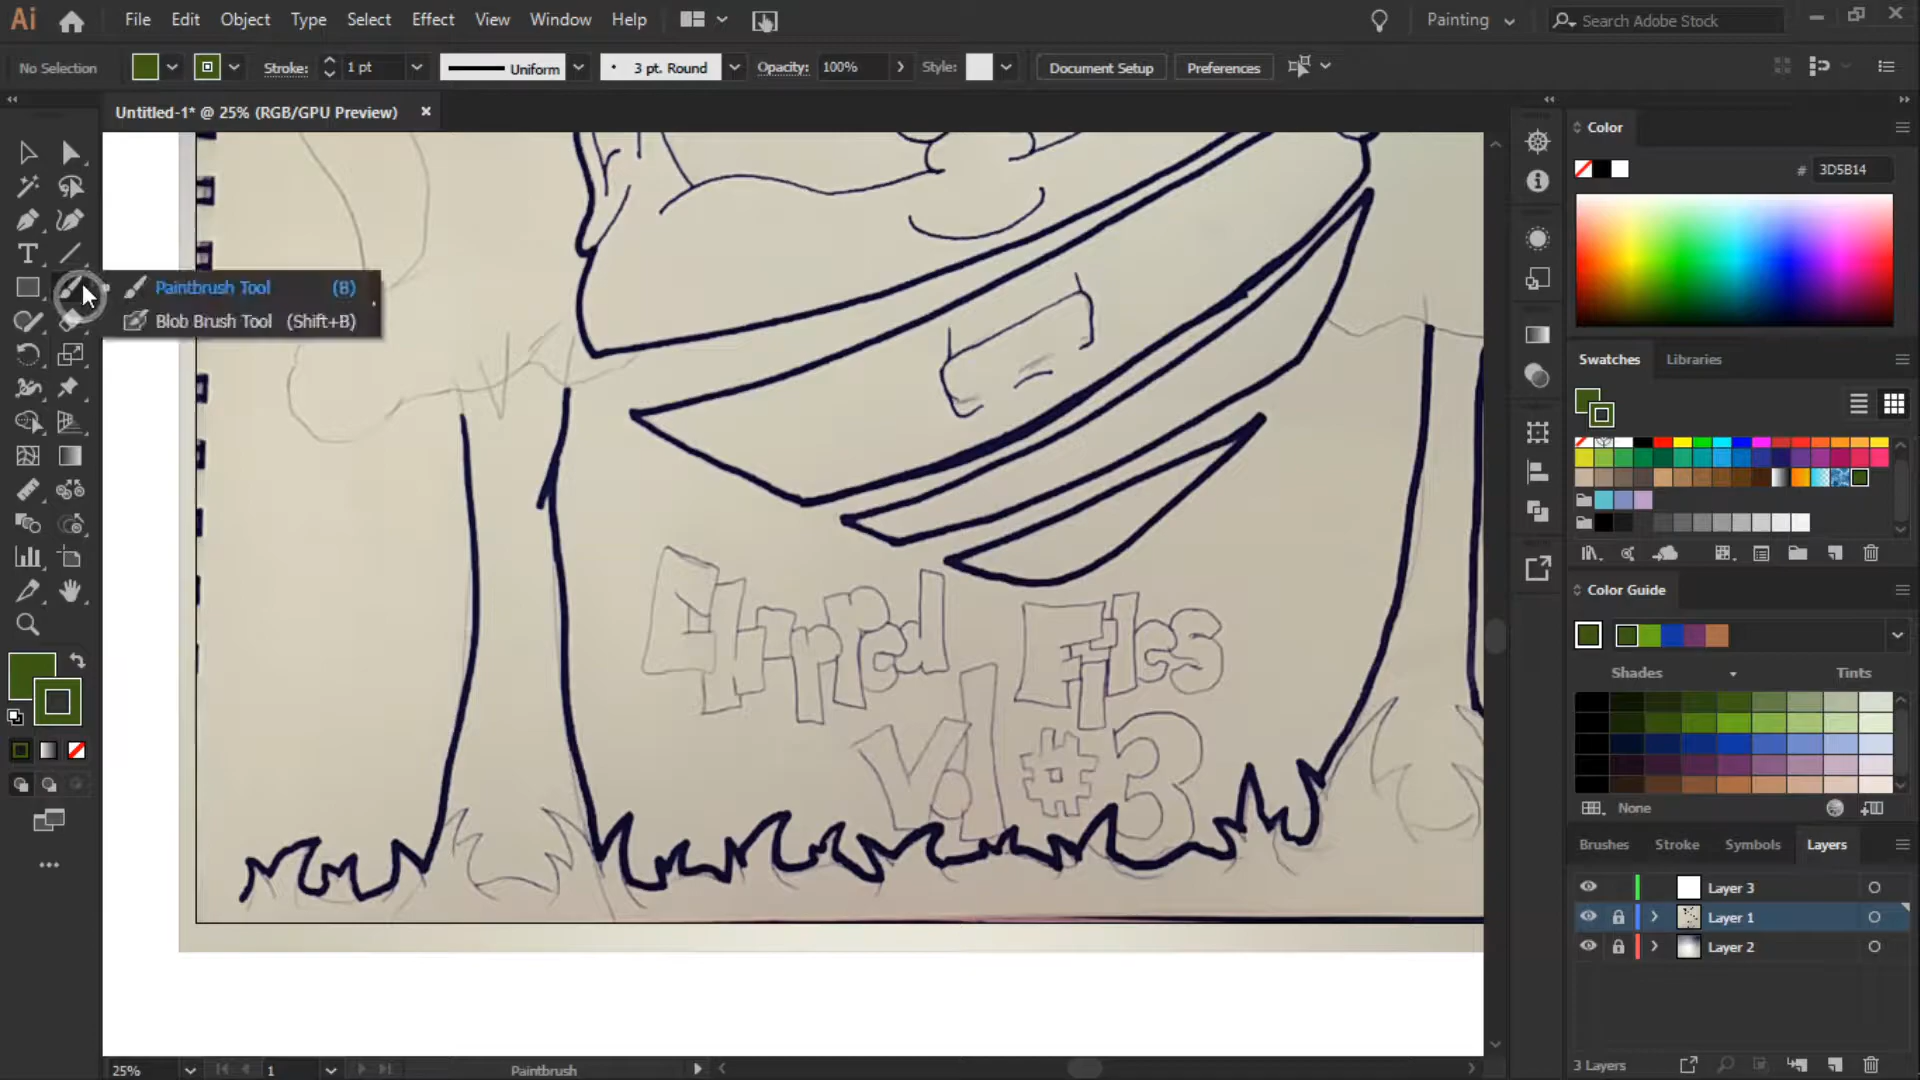 Ai File Edit Object Type Select Effect View Window Help Painting Search Adobe Stock
No Selection Stroke: 1 pt Uniform 3 pt. Round Opacity: 100% Style: Document Setup Preferences
Untitled-1* @ 25% (RGB/GPU Preview)
Color
# 3D5B14
Paintbrush Tool (B)
Blob Brush Tool (Shift+B)
Swatches Libraries
Color Guide
Shades Tints
None
Flipped Files
Vol #3
Brushes Stroke Symbols Layers
Layer 3
Layer 1
Layer 2
3 Layers
25% 1 Paintbrush